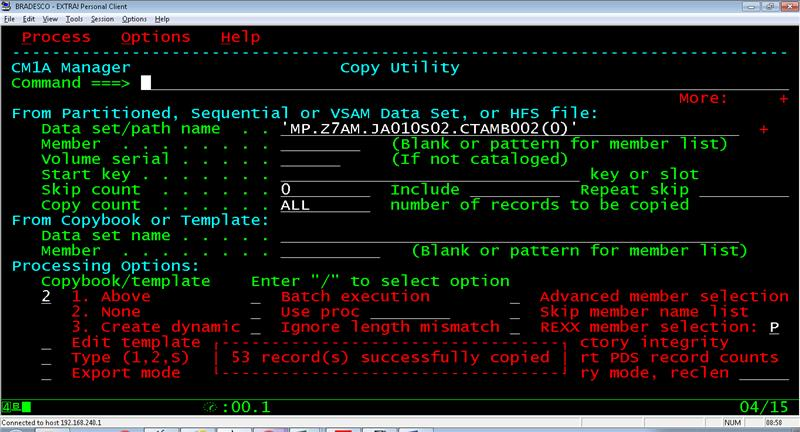 BRADESCO - EXTRA! Personal Client
File Edit View Tools Session Options Help
Process Options Help
CM1A Manager Copy Utility
Command ===>
More: +
From Partitioned, Sequential or VSAM Data Set, or HFS file:
Data set/path name . . 'MP.Z7AM.JA010S02.CTAMB002(0)' +
Member . . . . . . . . (Blank or pattern for member list)
Volume serial . . . . . (If not cataloged)
Start key . . . . . . . key or slot
Skip count . . . . . . 0 Include Repeat skip
Copy count . . . . . . ALL number of records to be copied
From Copybook or Template:
Data set name . . . . .
Member . . . . . . . . (Blank or pattern for member list)
Processing Options:
Copybook/template Enter "/" to select option
2 1. Above _ Batch execution _ Advanced member selection
2. None _ Use proc _ Skip member name list
3. Create dynamic _ Ignore length mismatch _ REXX member selection: P
_ Edit template ctory integrity
_ Type (1,2,S) 53 record(s) successfully copied rt PDS record counts
_ Export mode ry mode, reclen
:00.1 04/15
Connected to host 192.168.240.1 NUM 08:58